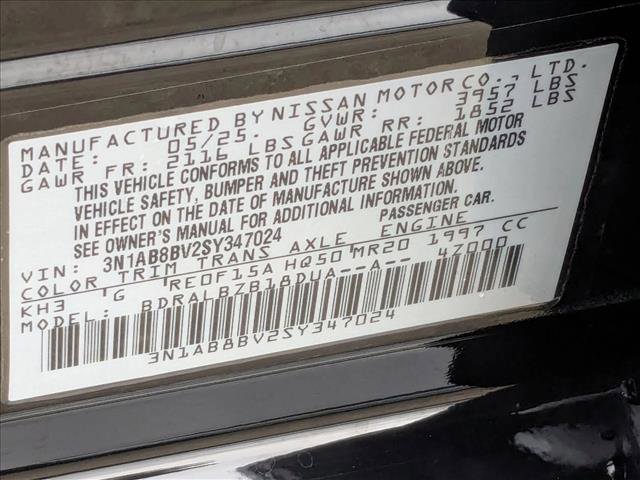 MANUFACTURED BY NISSAN MOTOR CO., LTD.
DATE: 05/25. GVWR: 3957 LBS
GAWR FR: 2116 LBS GAWR RR: 1852 LBS
THIS VEHICLE CONFORMS TO ALL APPLICABLE FEDERAL MOTOR
VEHICLE SAFETY, BUMPER AND THEFT PREVENTION STANDARDS
IN EFFECT ON THE DATE OF MANUFACTURE SHOWN ABOVE.
SEE OWNER'S MANUAL FOR ADDITIONAL INFORMATION.
VIN: 3N1AB8BV2SY347024 PASSENGER CAR.
COLOR TRIM TRANS AXLE ENGINE
KH3 G RE0F15A HQ50 MR20 1997 CC
MODEL: BDRALBZB18DUA--A-- 47000
3N1AB8BV2SY347024